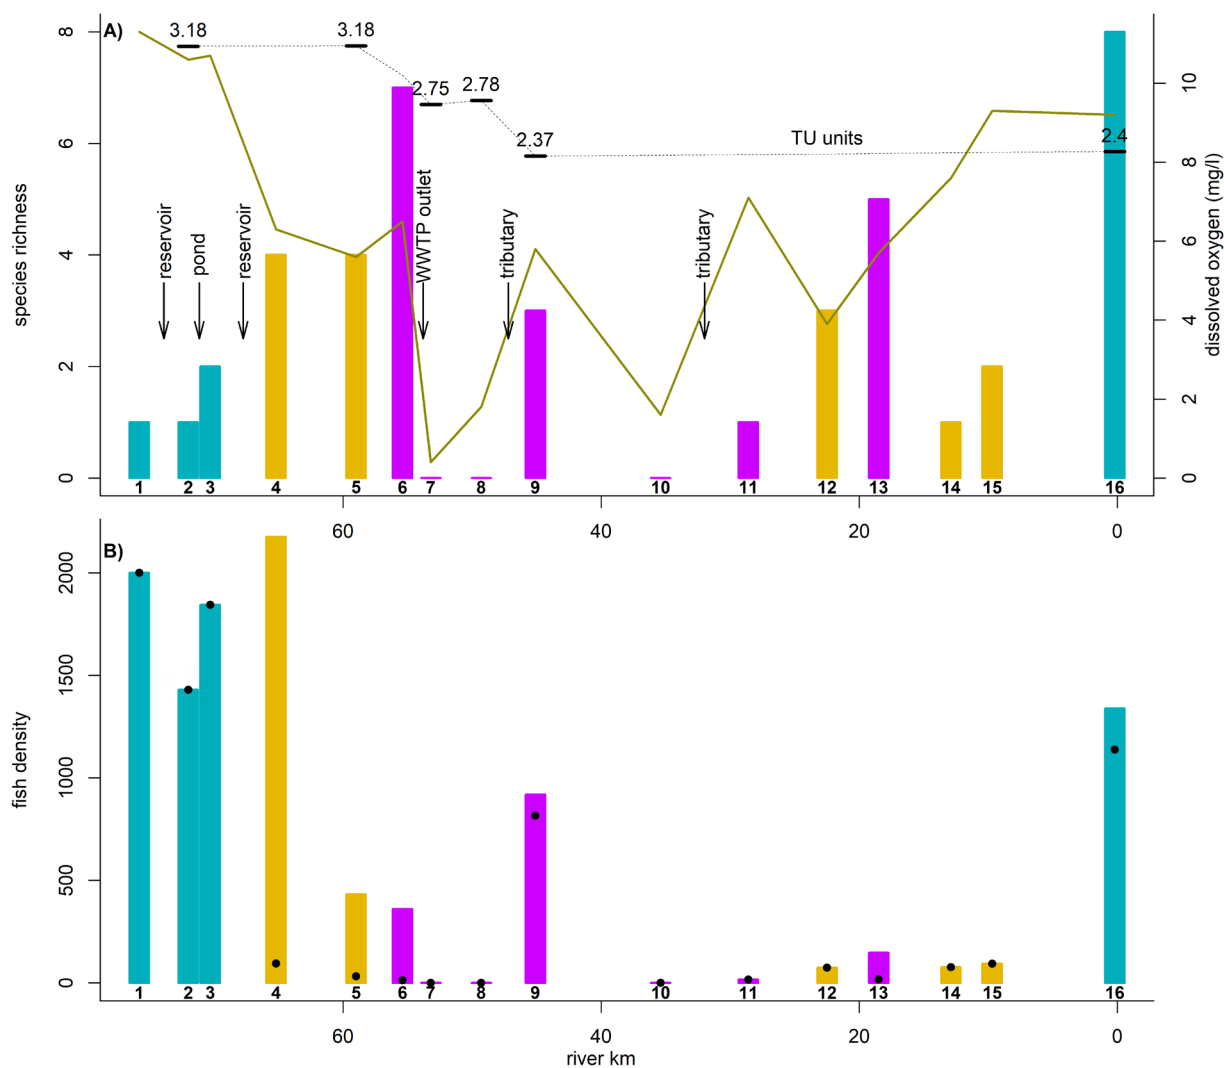 A)
3.18
3.18
2.75
2.78
2.37
TU units
2.4
reservoir
pond
reservoir
WWTP outlet
tributary
tributary
species richness
0
2
4
6
8
dissolved oxygen (mg/l)
0
2
4
6
8
10
1 2 3 4 5 6 7 8 9 10 11 12 13 14 15 16
60 40 20 0
B)
fish density
0
500
1000
1500
2000
1 2 3 4 5 6 7 8 9 10 11 12 13 14 15 16
60 40 20 0
river km